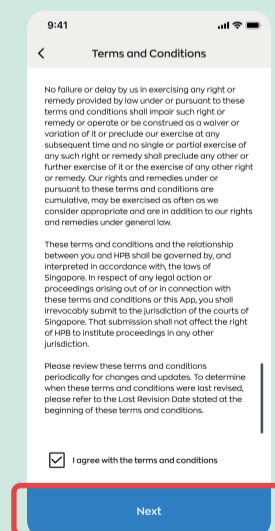 9:41
Terms and Conditions
No failure or delay by us in exercising any right or
remedy provided by law under or pursuant to these
terms and conditions shall impair such right or
remedy or operate or be construed as a waiver or
variation of it or preclude our exercise at any
subsequent time and no single or partial exercise of
any such right or remedy shall preclude any other or
further exercise of it or the exercise of any other right
or remedy. Our rights and remedies under or
pursuant to these terms and conditions are
cumulative, may be exercised as often as we
consider appropriate and are in addition to our rights
and remedies under general law.
These terms and conditions and the relationship
between you and HPB shall be governed by, and
interpreted in accordance with, the laws of
Singapore. In respect of any legal action or
proceedings arising out of or in connection with
these terms and conditions or this App, you shall
irrevocably submit to the jurisdiction of the courts of
Singapore. That submission shall not affect the right
of HPB to institute proceedings in any other
jurisdiction.
Please review these terms and conditions
periodically for changes and updates. To determine
when these terms and conditions were last revised,
please refer to the Last Revision Date stated at the
beginning of these terms and conditions.
I agree with the terms and conditions
Next